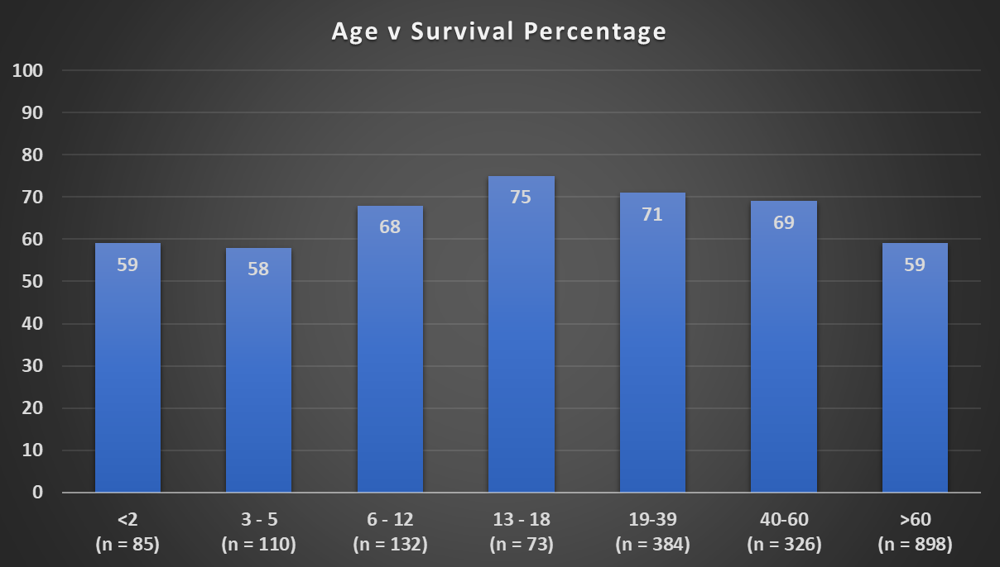 Age v Survival Percentage
100
90
80
70
60
50
40
30
20
10
0
59
58
68
75
71
69
59
<2
(n = 85)
3 - 5
(n = 110)
6 - 12
(n = 132)
13 - 18
(n = 73)
19-39
(n = 384)
40-60
(n = 326)
>60
(n = 898)